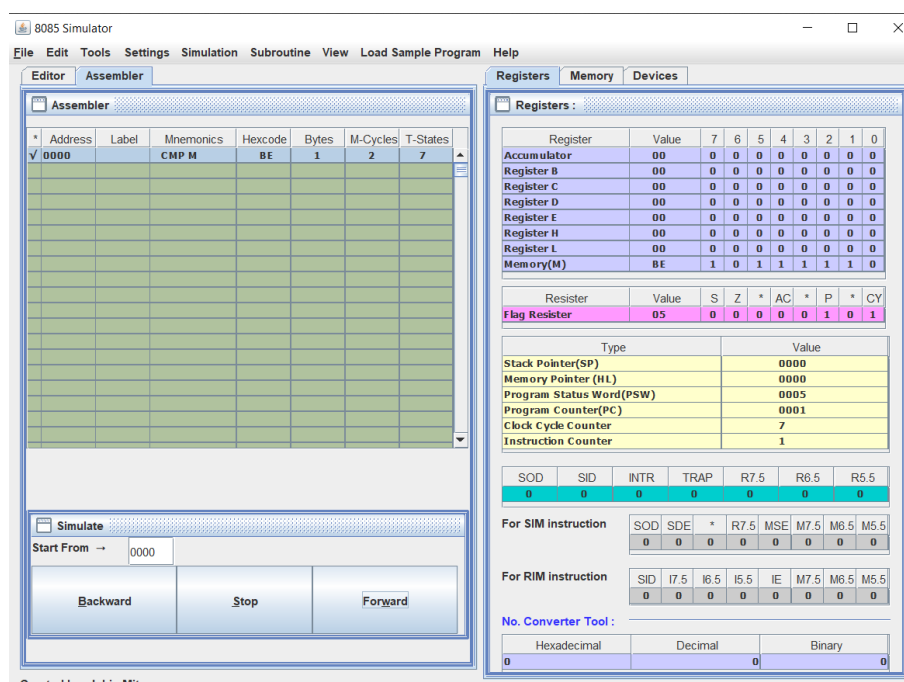 8085 Simulator
File Edit Tools Settings Simulation Subroutine View Load Sample Program Help
Editor Assembler
Assembler
* Address Label Mnemonics Hexcode Bytes M-Cycles T-States
√ 0000 CMP M BE 1 2 7
Simulate
Start From → 0000
Backward Stop Forward
Registers Memory Devices
Registers :
Register Value 7 6 5 4 3 2 1 0
Accumulator 00 0 0 0 0 0 0 0 0
Register B 00 0 0 0 0 0 0 0 0
Register C 00 0 0 0 0 0 0 0 0
Register D 00 0 0 0 0 0 0 0 0
Register E 00 0 0 0 0 0 0 0 0
Register H 00 0 0 0 0 0 0 0 0
Register L 00 0 0 0 0 0 0 0 0
Memory(M) BE 1 0 1 1 1 1 1 0
Resister Value S Z * AC * P * CY
Flag Resister 05 0 0 0 0 0 1 0 1
Type Value
Stack Pointer(SP) 0000
Memory Pointer (HL) 0000
Program Status Word(PSW) 0005
Program Counter(PC) 0001
Clock Cycle Counter 7
Instruction Counter 1
SOD SID INTR TRAP R7.5 R6.5 R5.5
0 0 0 0 0 0 0
For SIM instruction SOD SDE * R7.5 MSE M7.5 M6.5 M5.5
0 0 0 0 0 0 0 0
For RIM instruction SID I7.5 I6.5 I5.5 IE M7.5 M6.5 M5.5
0 0 0 0 0 0 0 0
No. Converter Tool :
Hexadecimal Decimal Binary
0 0 0